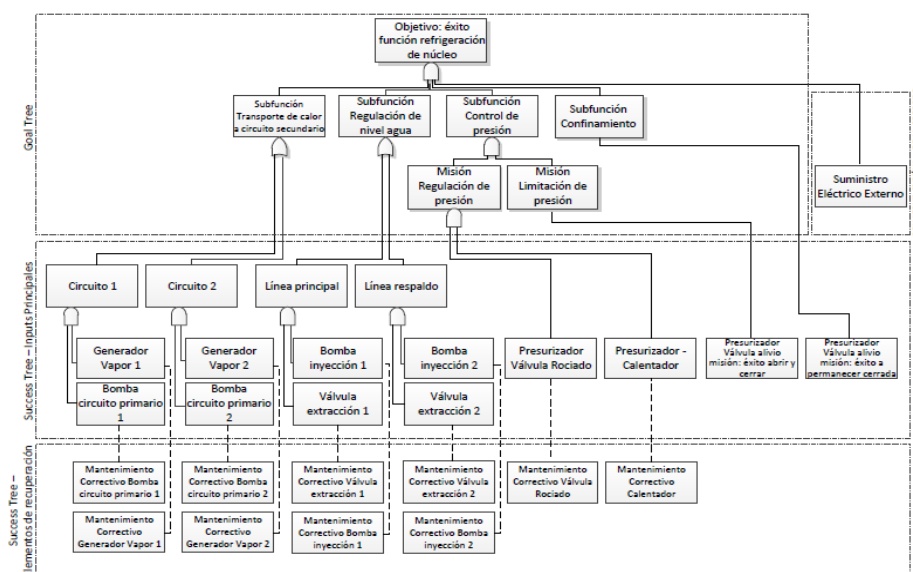 Objetivo: éxito
función refrigeración
de núcleo
Goal Tree
Subfunción
Transporte de calor
a circuito secundario
Subfunción
Regulación de
nivel agua
Subfunción
Control de
presión
Subfunción
Confinamiento
Misión
Regulación de
presión
Misión
Limitación de
presión
Suministro
Eléctrico Externo
Success Tree – Inputs Principales
Circuito 1
Circuito 2
Línea principal
Línea respaldo
Generador
Vapor 1
Generador
Vapor 2
Bomba
inyección 1
Bomba
inyección 2
Presurizador
Válvula Rociado
Presurizador -
Calentador
Presurizador
Válvula alivio
misión: éxito abrir y
cerrar
Presurizador
Válvula alivio
misión: éxito a
permanecer cerrada
Bomba
circuito primario
1
Bomba
circuito primario
2
Válvula
extracción 1
Válvula
extracción 2
Success Tree –
lementos de recuperación
Mantenimiento
Correctivo Bomba
circuito primario 1
Mantenimiento
Correctivo Bomba
circuito primario 2
Mantenimiento
Correctivo Válvula
extracción 1
Mantenimiento
Correctivo Válvula
extracción 2
Mantenimiento
Correctivo Válvula
Rociado
Mantenimiento
Correctivo
Calentador
Mantenimiento
Correctivo
Generador Vapor 1
Mantenimiento
Correctivo
Generador Vapor 2
Mantenimiento
Correctivo Bomba
inyección 1
Mantenimiento
Correctivo Bomba
inyección 2